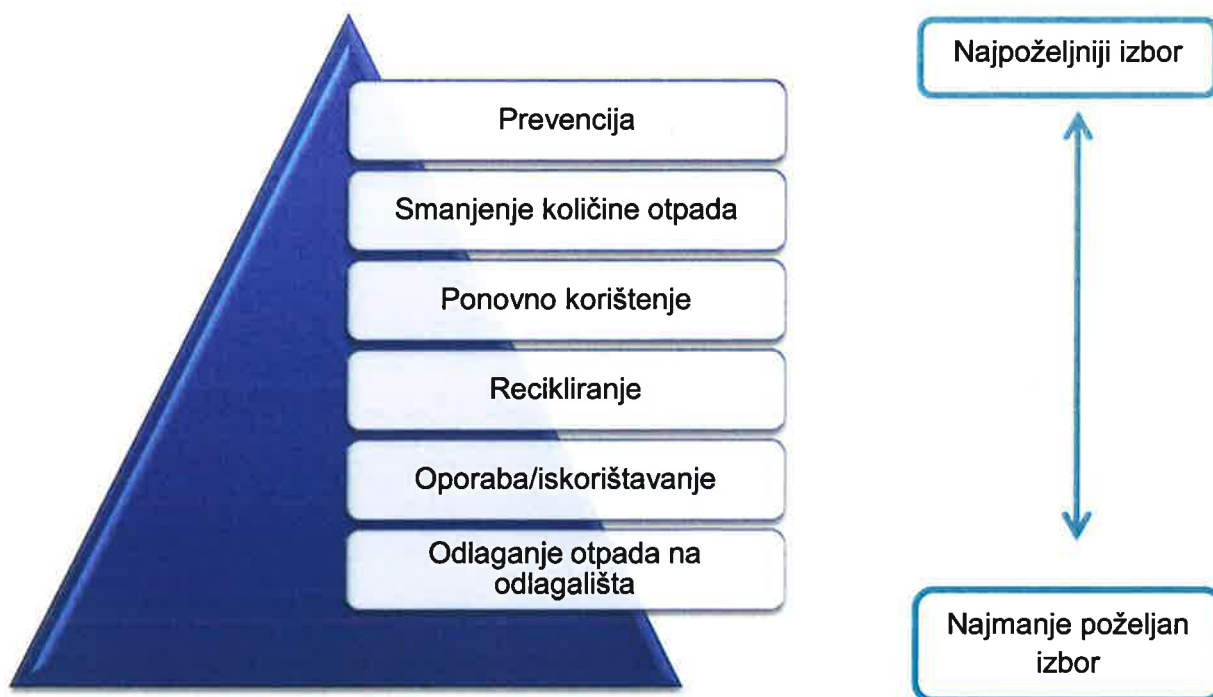 Najpoželjniji izbor
Prevencija
Smanjenje količine otpada
Ponovno korištenje
Recikliranje
Oporaba/iskorištavanje
Odlaganje otpada na
odlagališta
Najmanje poželjan
izbor